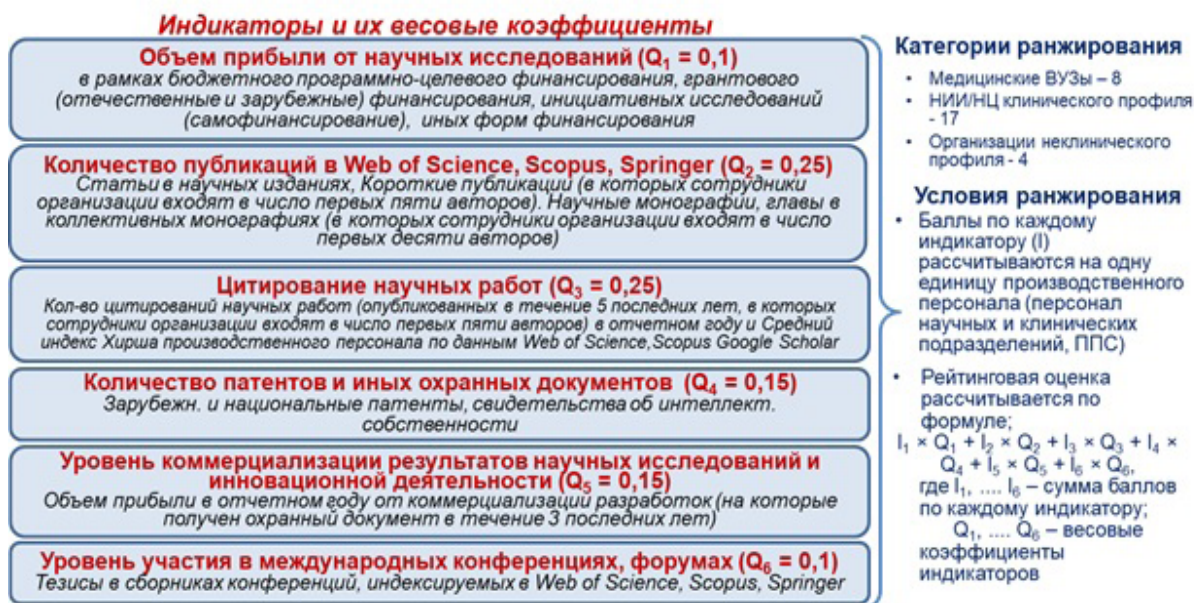 Индикаторы и их весовые коэффициенты
Объем прибыли от научных исследований (Q₁ = 0,1)
в рамках бюджетного программно-целевого финансирования, грантового
(отечественные и зарубежные) финансирования, инициативных исследований
(самофинансирование), иных форм финансирования
Количество публикаций в Web of Science, Scopus, Springer (Q₂ = 0,25)
Статьи в научных изданиях, Короткие публикации (в которых сотрудники
организации входят в число первых пяти авторов). Научные монографии, главы в
коллективных монографиях (в которых сотрудники организации входят в число
первых десяти авторов)
Цитирование научных работ (Q₃ = 0,25)
Кол-во цитирований научных работ (опубликованных в течение 5 последних лет, в которых
сотрудники организации входят в число первых пяти авторов) в отчетном году и Средний
индекс Хирша производственного персонала по данным Web of Science,Scopus Google Scholar
Количество патентов и иных охранных документов (Q₄ = 0,15)
Зарубежн. и национальные патенты, свидетельства об интеллект.
собственности
Уровень коммерциализации результатов научных исследований и
инновационной деятельности (Q₅ = 0,15)
Объем прибыли в отчетном году от коммерциализации разработок (на которые
получен охранный документ в течение 3 последних лет)
Уровень участия в международных конференциях, форумах (Q₆ = 0,1)
Тезисы в сборниках конференций, индексируемых в Web of Science, Scopus, Springer
Категории ранжирования
• Медицинские ВУЗы – 8
• НИИ/НЦ клинического профиля
- 17
• Организации неклинического
профиля - 4
Условия ранжирования
• Баллы по каждому
индикатору (I)
рассчитываются на одну
единицу производственного
персонала (персонал
научных и клинических
подразделений, ППС)
• Рейтинговая оценка
рассчитывается по
формуле;
I₁ × Q₁ + I₂ × Q₂ + I₃ × Q₃ + I₄ ×
Q₄ + I₅ × Q₅ + I₆ × Q₆,
где I₁, .... I₆ – сумма баллов
по каждому индикатору;
Q₁, .... Q₆ – весовые
коэффициенты
индикаторов